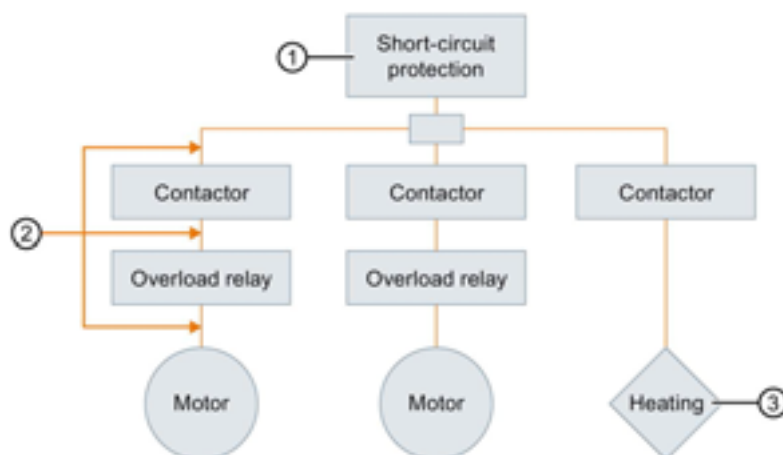 1
Short-circuit
protection
Contactor
Contactor
Contactor
2
Overload relay
Overload relay
Motor
Motor
Heating
3